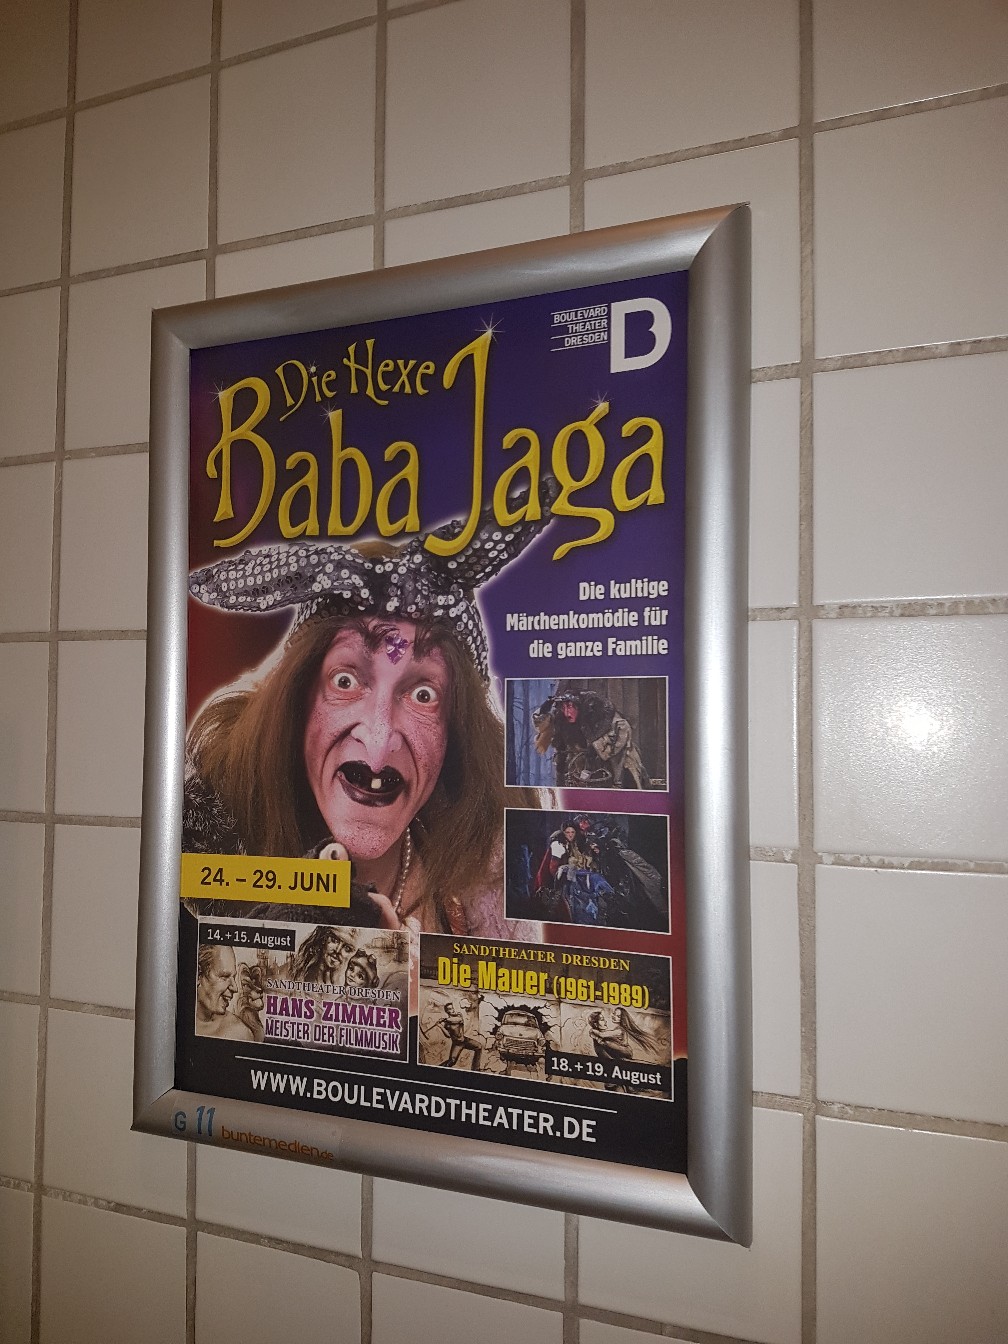 BOULEVARD
THEATER
DRESDEN
Die Hexe
Baba Jaga
Die kultige
Märchenkomödie für
die ganze Familie
24. – 29. JUNI
14. + 15. August
SANDTHEATER DRESDEN
HANS ZIMMER
MEISTER DER FILMMUSIK
SANDTHEATER DRESDEN
Die Mauer (1961-1989)
18. + 19. August
WWW.BOULEVARDTHEATER.DE
G 11 buntemedien.de